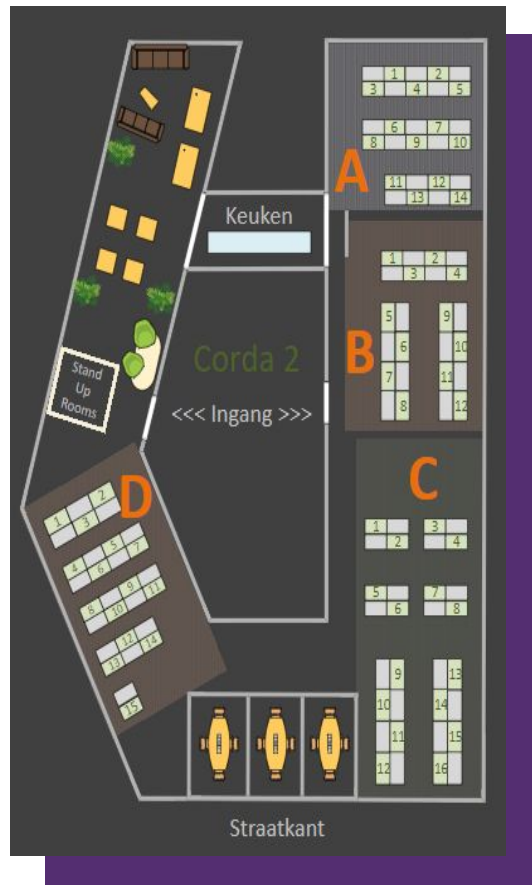 1 2
3 4 5
6 7
8 9 10
A
11 12
13 14
Keuken
1 2
3 4
B
5 9
6 10
7 11
8 12
Corda 2
<<< Ingang >>>
Stand
Up
Rooms
C
1 3
2 4
5 7
6 8
9 13
10 14
11 15
12 16
D
1 2
3
4 5
6 7
8 9
10 11
12
13 14
15
Straatkant